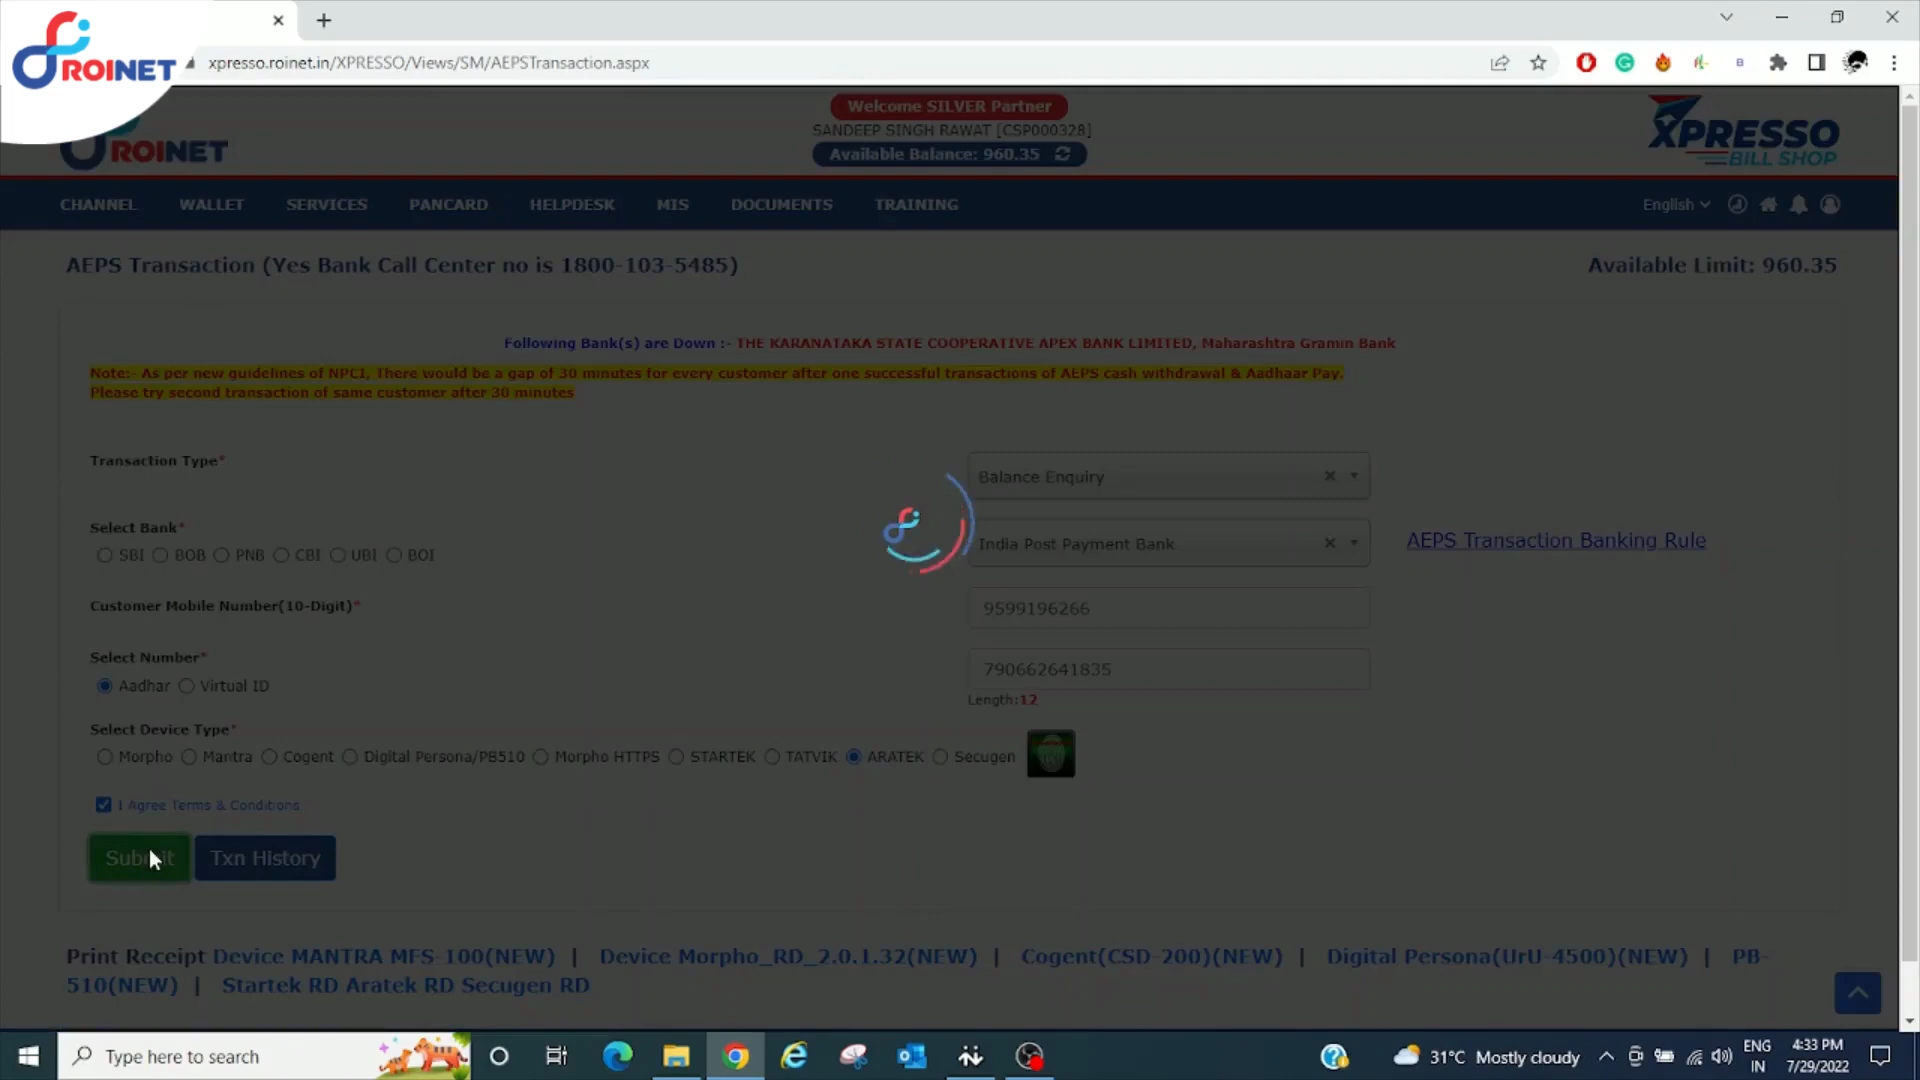 ROINET
xpresso.roinet.in/XPRESSO/Views/SM/AEPSTransaction.aspx
ROINET
Welcome SILVER Partner
SANDEEP SINGH RAWAT [CSP000328]
Available Balance: 960.35
XPRESSO
BILL SHOP
CHANNEL WALLET SERVICES PANCARD HELPDESK MIS DOCUMENTS TRAINING English
AEPS Transaction (Yes Bank Call Center no is 1800-103-5485) Available Limit: 960.35
Following Bank(s) are Down :- THE KARANATAKA STATE COOPERATIVE APEX BANK LIMITED, Maharashtra Gramin Bank
Note:- As per new guidelines of NPCI, There would be a gap of 30 minutes for every customer after one successful transactions of AEPS cash withdrawal & Aadhaar Pay.
Please try second transaction of same customer after 30 minutes
Transaction Type* Balance Enquiry
Select Bank* India Post Payment Bank AEPS Transaction Banking Rule
SBI BOB PNB CBI UBI BOI
Customer Mobile Number(10-Digit)* 9599196266
Select Number* 790662641835
Aadhar Virtual ID
Length:12
Select Device Type*
Morpho Mantra Cogent Digital Persona/PB510 Morpho HTTPS STARTEK TATVIK ARATEK Secugen
I Agree Terms & Conditions
Submit Txn History
Print Receipt Device MANTRA MFS-100(NEW) | Device Morpho_RD_2.0.1.32(NEW) | Cogent(CSD-200)(NEW) | Digital Persona(UrU-4500)(NEW) | PB-
510(NEW) | Startek RD Aratek RD Secugen RD
Type here to search 31°C Mostly cloudy ENG 4:33 PM
IN 7/29/2022